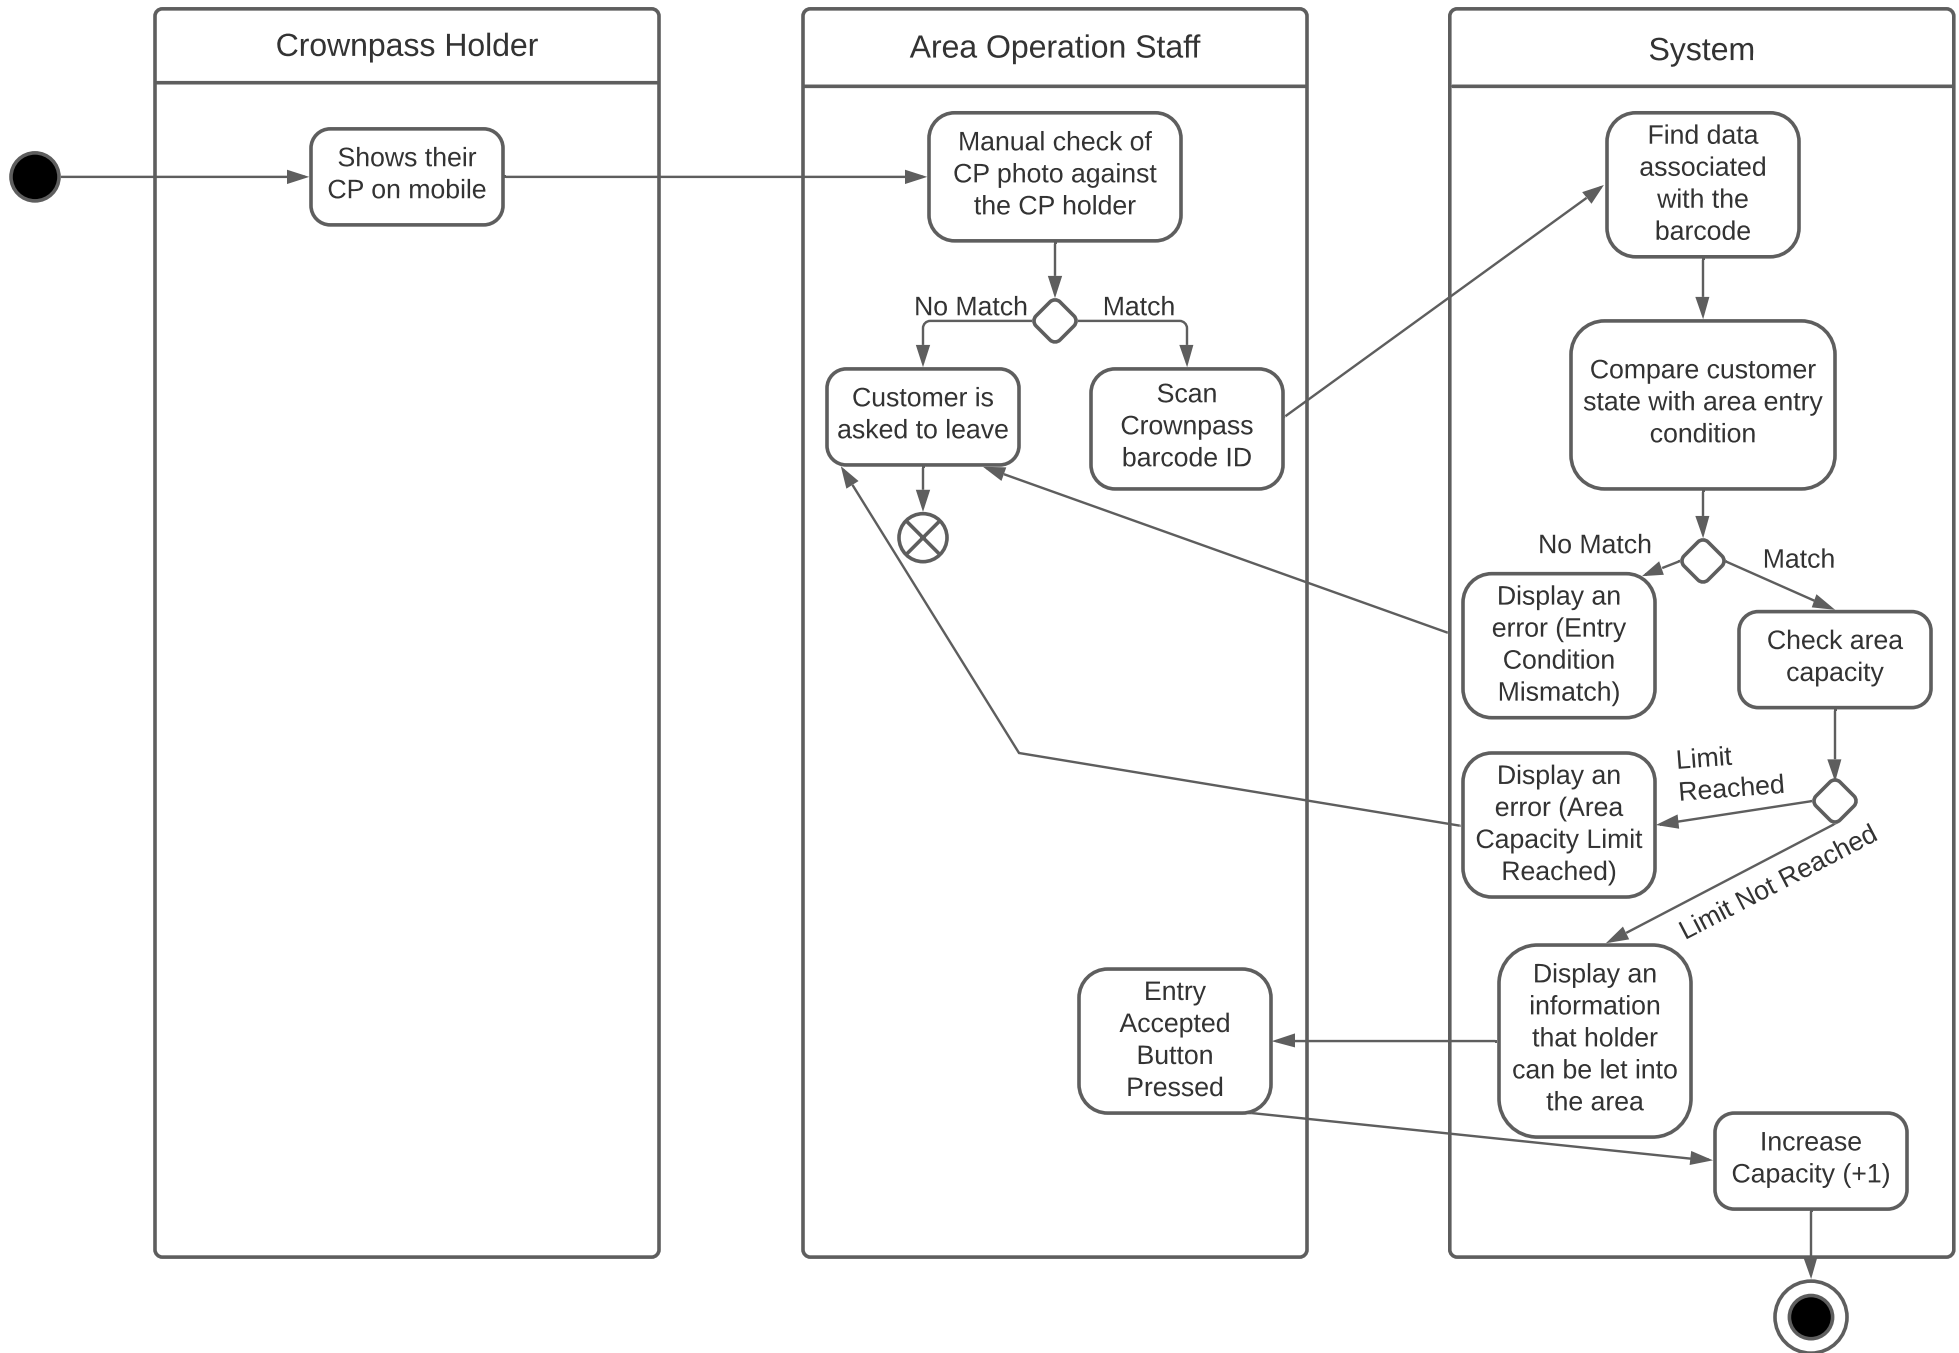 Crownpass Holder
Area Operation Staff
System
Shows their
CP on mobile
Manual check of
CP photo against
the CP holder
No Match
Match
Customer is
asked to leave
Scan
Crownpass
barcode ID
Entry
Accepted
Button
Pressed
Find data
associated
with the
barcode
Compare customer
state with area entry
condition
No Match
Match
Display an
error (Entry
Condition
Mismatch)
Check area
capacity
Limit
Reached
Display an
error (Area
Capacity Limit
Reached)
Limit Not Reached
Display an
information
that holder
can be let into
the area
Increase
Capacity (+1)